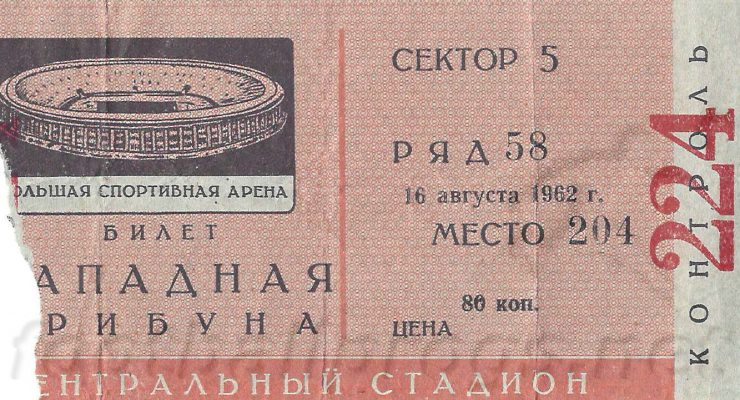 ОЛЬШАЯ СПОРТИВНАЯ АРЕНА
БИЛЕТ
АПАДНАЯ
РИБУНА
СЕКТОР 5
РЯД 58
16 августа 1962 г.
МЕСТО 204
80 коп.
ЦЕНА
ЕНТРАЛЬНЫЙ СТАДИОН
КОНТРОЛЬ
224